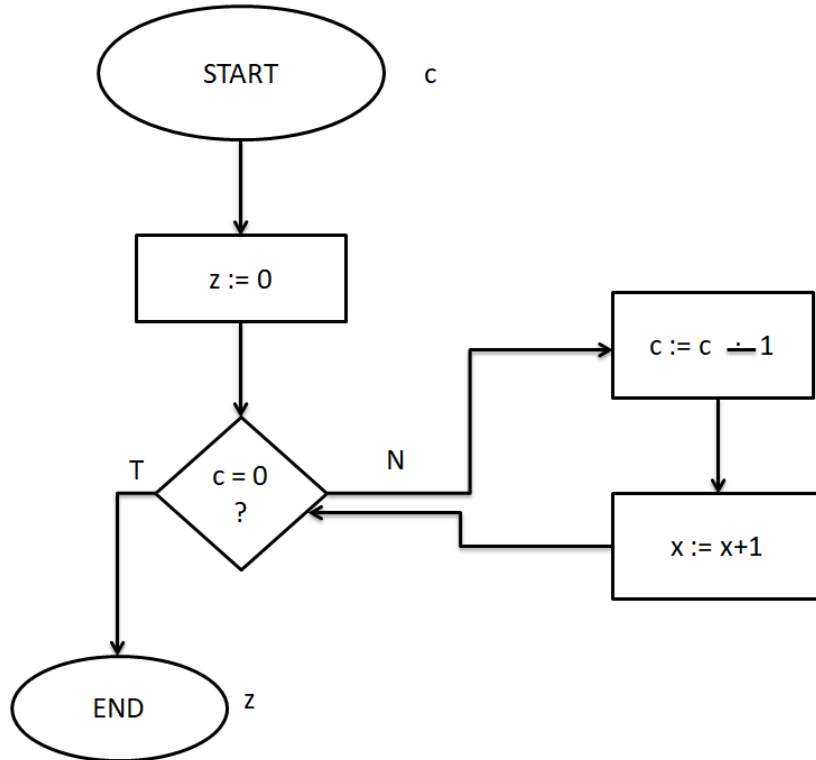 START
c
z := 0
c := c ∸ 1
T
N
c = 0
?
x := x+1
END
z